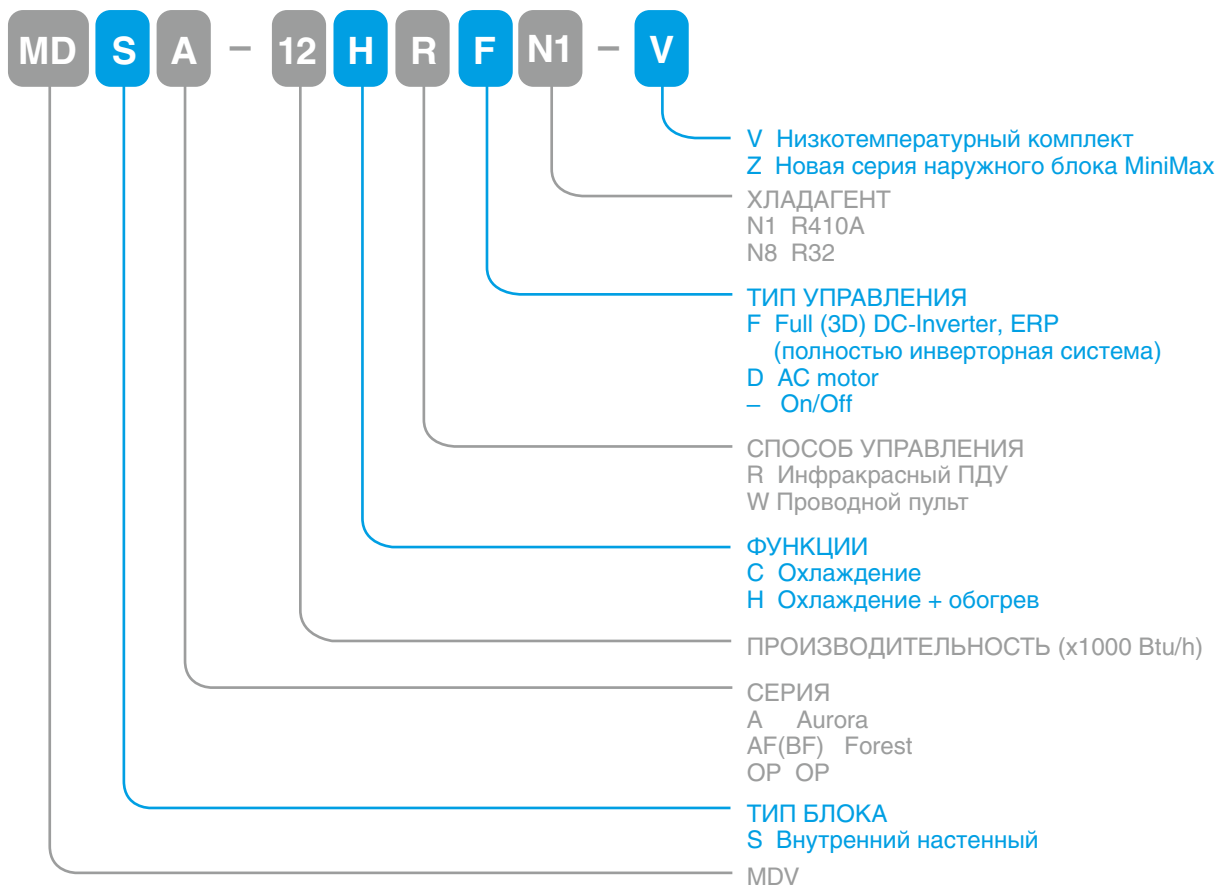 MD S A – 12 H R F N1 – V
V Низкотемпературный комплект
Z Новая серия наружного блока MiniMax
ХЛАДАГЕНТ
N1 R410A
N8 R32
ТИП УПРАВЛЕНИЯ
F Full (3D) DC-Inverter, ERP
(полностью инверторная система)
D AC motor
– On/Off
СПОСОБ УПРАВЛЕНИЯ
R Инфракрасный ПДУ
W Проводной пульт
ФУНКЦИИ
C Охлаждение
H Охлаждение + обогрев
ПРОИЗВОДИТЕЛЬНОСТЬ (x1000 Btu/h)
СЕРИЯ
A Aurora
AF(BF) Forest
OP OP
ТИП БЛОКА
S Внутренний настенный
MDV